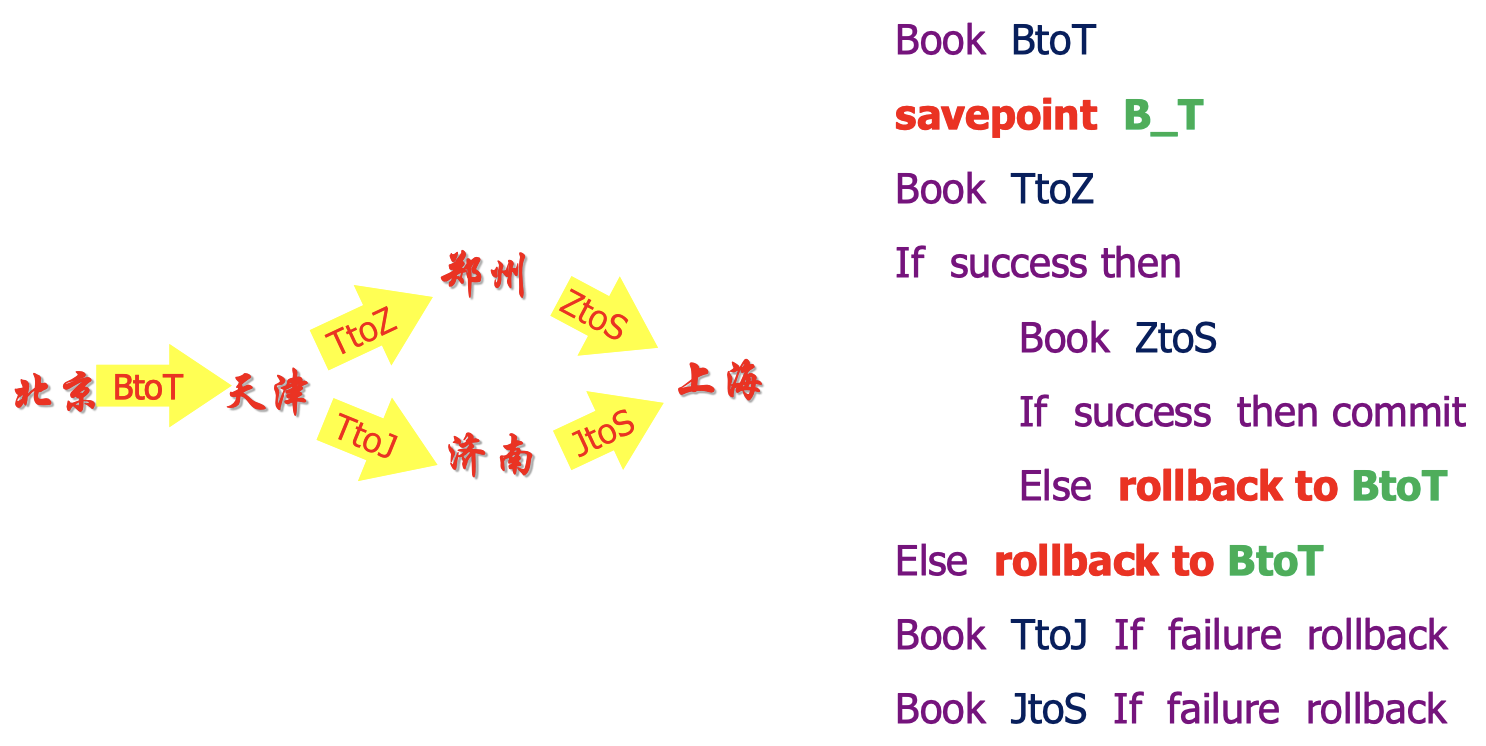 北京
BtoT
天津
TtoZ
郑州
ZtoS
TtoJ
济南
JtoS
上海
Book BtoT
savepoint B_T
Book TtoZ
If success then
Book ZtoS
If success then commit
Else rollback to BtoT
Else rollback to BtoT
Book TtoJ If failure rollback
Book JtoS If failure rollback